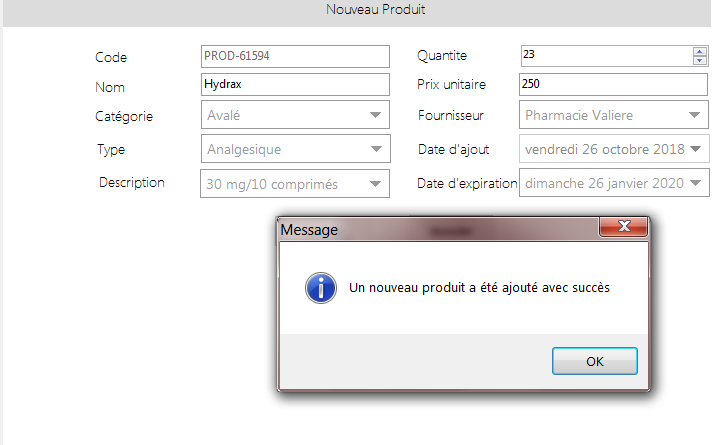 Nouveau Produit
Code PROD-61594 Quantite 23
Nom Hydrax Prix unitaire 250
Catégorie Avalé Fournisseur Pharmacie Valiere
Type Analgesique Date d'ajout vendredi 26 octobre 2018
Description 30 mg/10 comprimés Date d'expiration dimanche 26 janvier 2020
Message
Un nouveau produit a été ajouté avec succès
OK